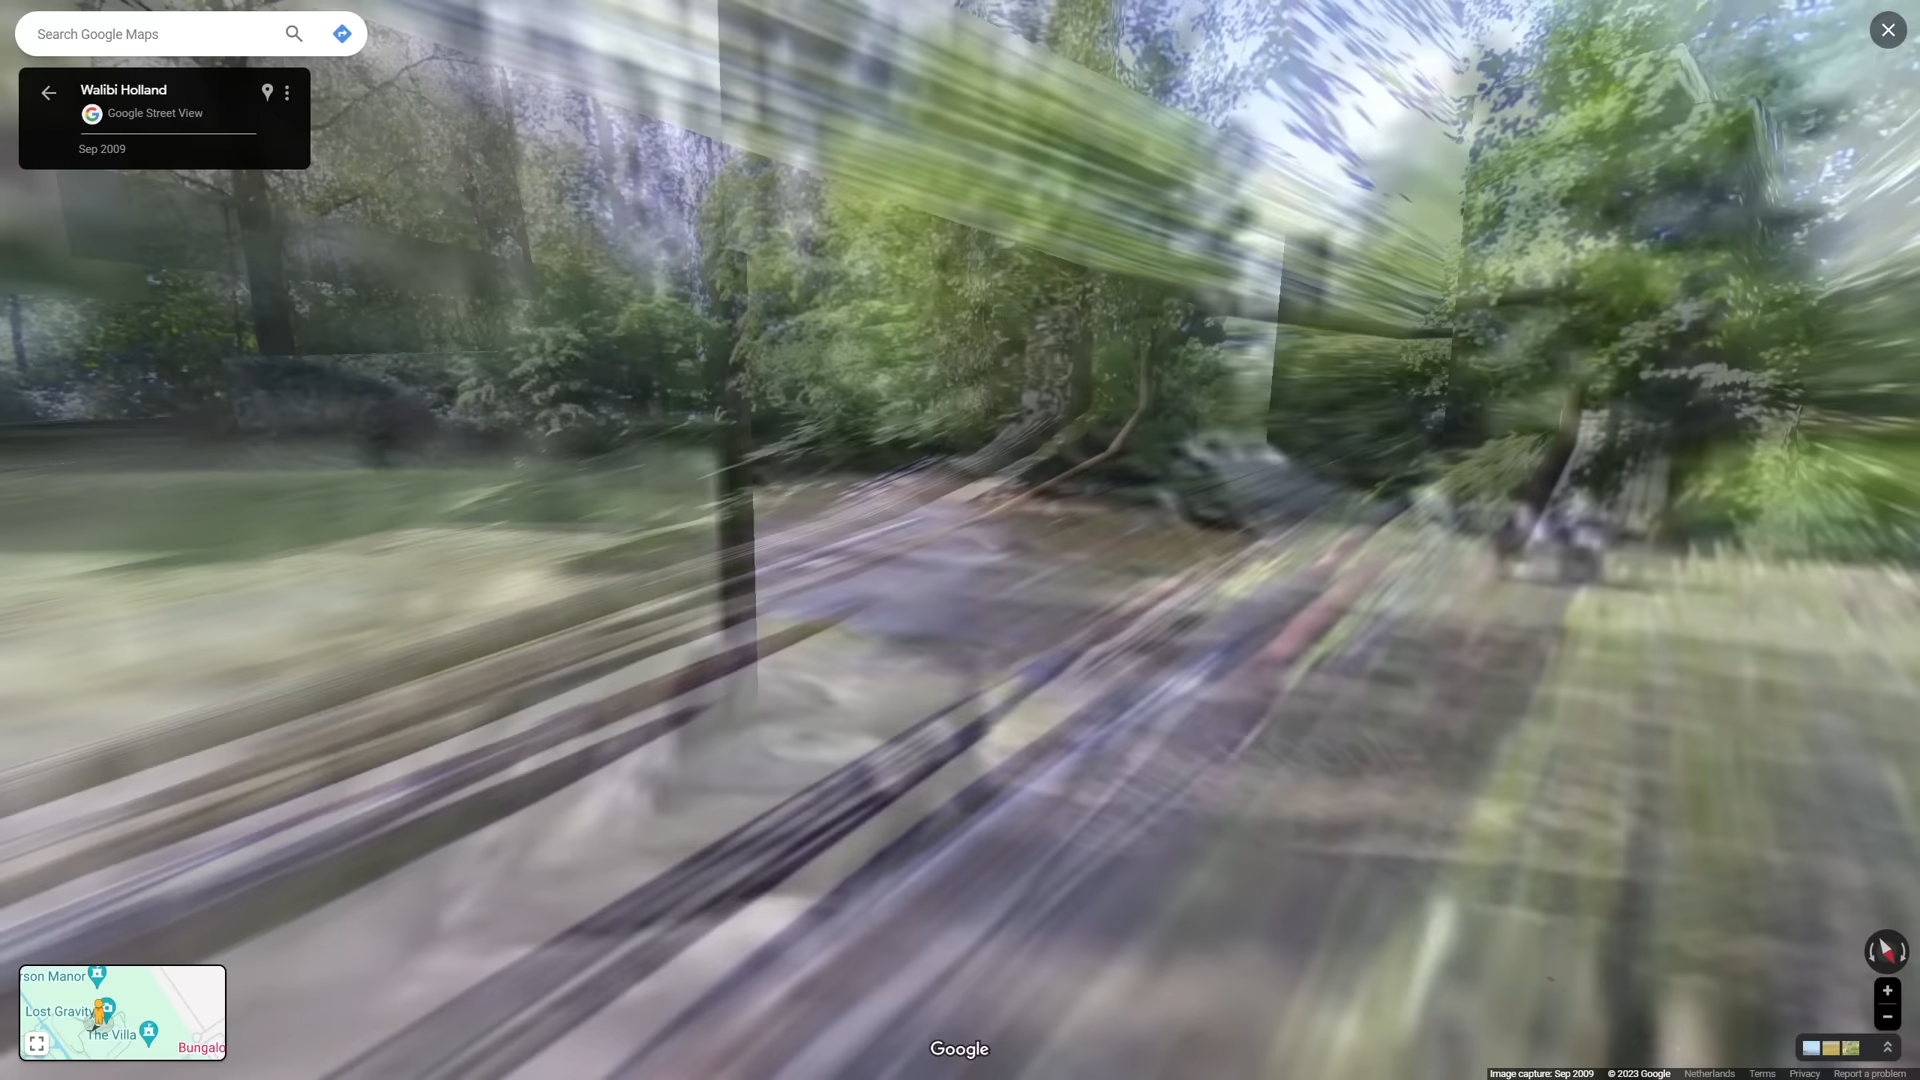 Search Google Maps
Walibi Holland
Google Street View
Sep 2009
rson Manor
Lost Gravity
The Villa
Bungalo
Google
Image capture: Sep 2009 © 2023 Google Netherlands Terms Privacy Report a problem